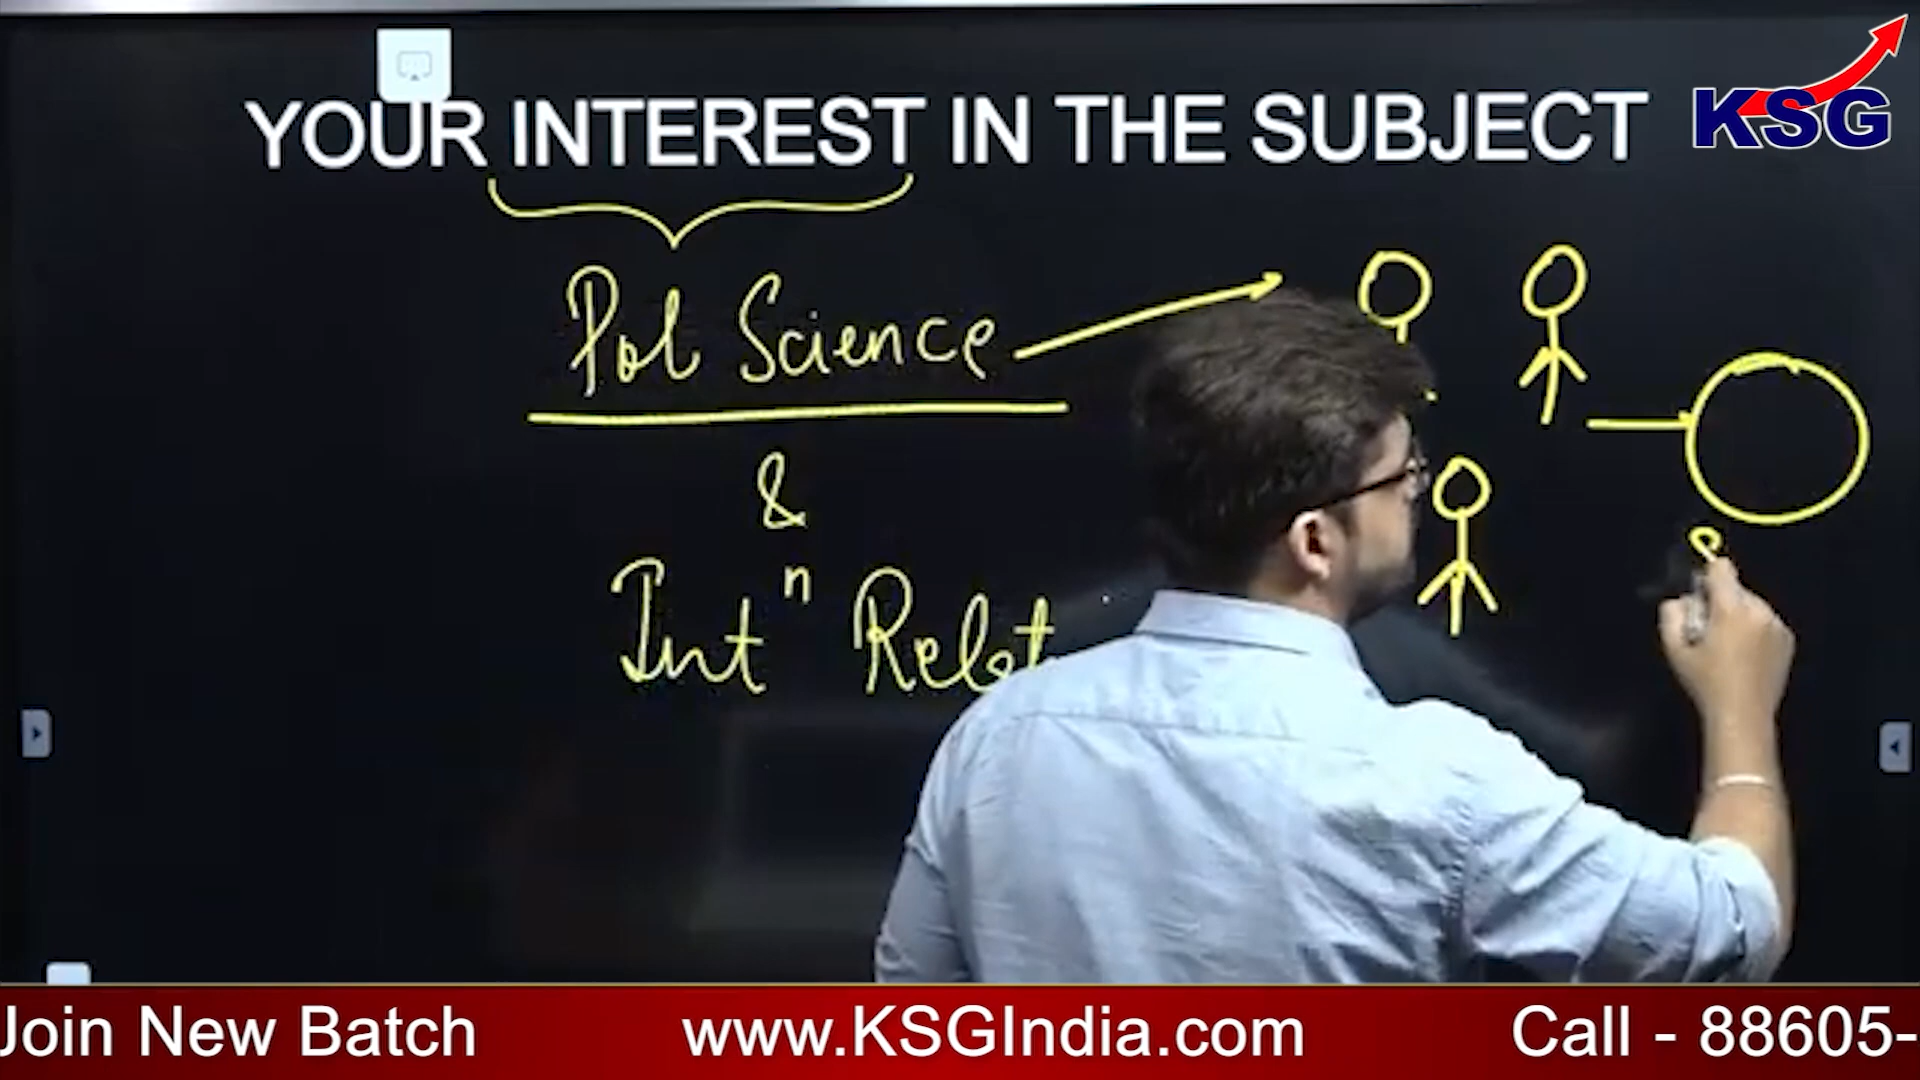 YOUR INTEREST IN THE SUBJECT
KSG
Pol Science
&
Intⁿ Relat
Join New Batch www.KSGIndia.com Call - 88605-